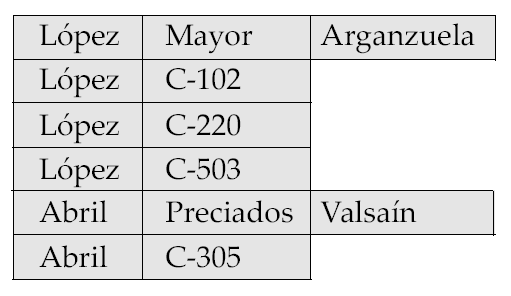 López Mayor Arganzuela
López C-102
López C-220
López C-503
Abril Preciados Valsaín
Abril C-305